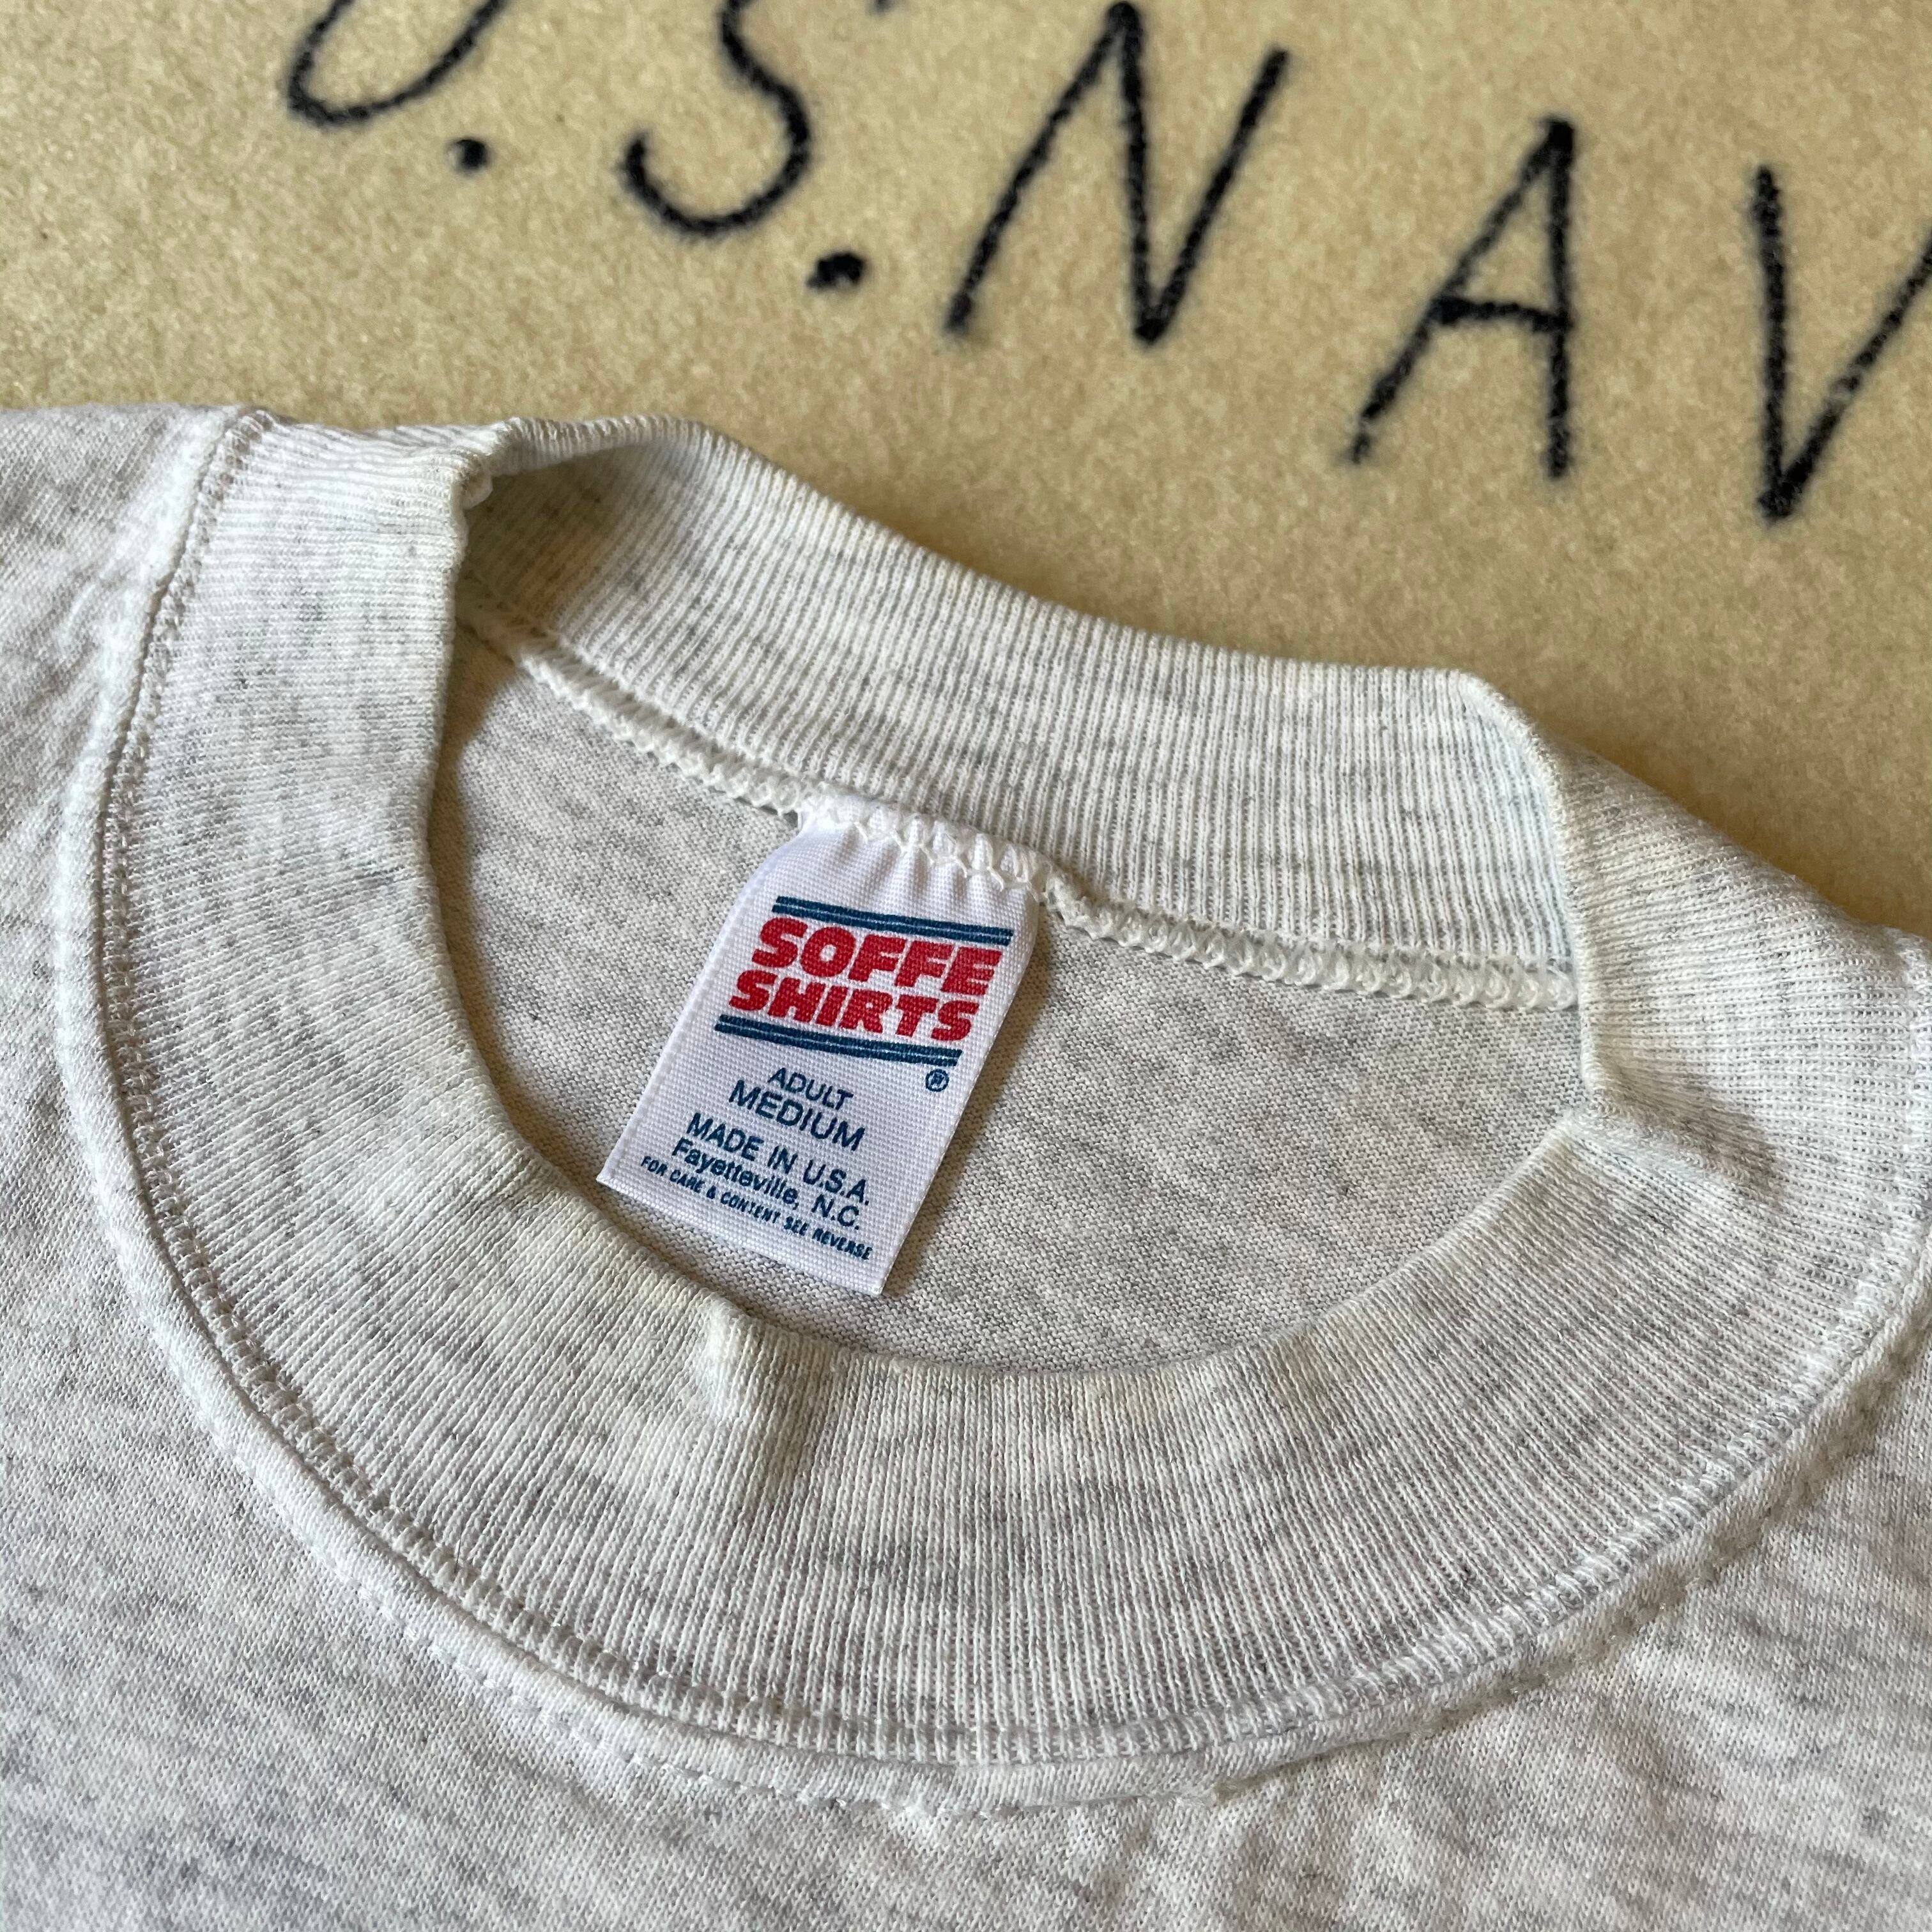 U.S.NAV
SOFFE
SHIRTS
®
ADULT
MEDIUM
MADE IN U.S.A.
Fayetteville, N.C.
FOR CARE & CONTENT SEE REVERSE